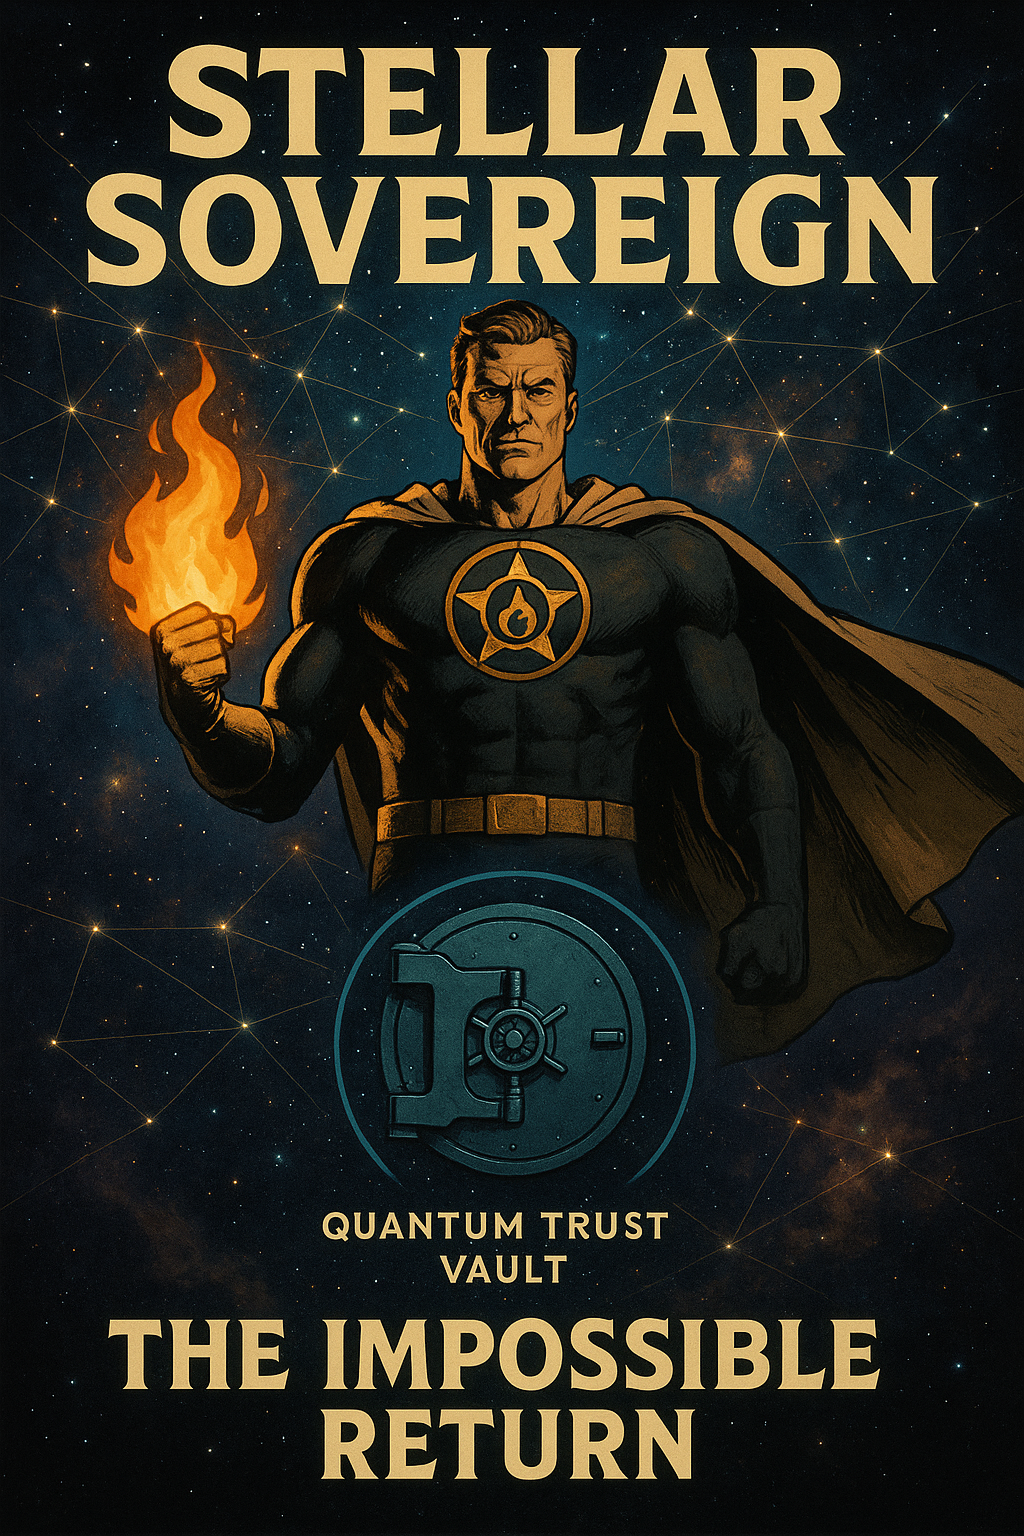 STELLAR
SOVEREIGN
QUANTUM TRUST
VAULT
THE IMPOSSIBLE
RETURN